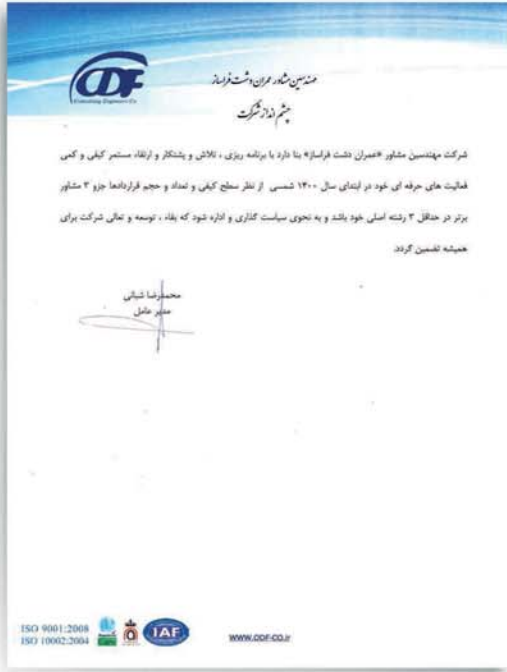 CDF
Consulting Engineers Co
مهندسین مشاور عمران دشت فراساز
چشم انداز شرکت
شرکت مهندسین مشاور «عمران دشت فراساز» بنا دارد با برنامه ریزی ، تلاش و پشتکار و ارتقاء مستمر کیفی و کمی
فعالیت های حرفه ای خود در ابتدای سال ۱۴۰۰ شمسی از نظر سطح کیفی و تعداد و حجم قراردادها جزو ۳ مشاور
برتر در حداقل ۳ رشته اصلی خود باشد و به نحوی سیاست گذاری و اداره شود که بقاء ، توسعه و تعالی شرکت برای
همیشه تضمین گردد.
محمدرضا شبانی
مدیر عامل
ISO 9001:2008
ISO 10002:2004
IAF
WWW.CDF-CO.ir